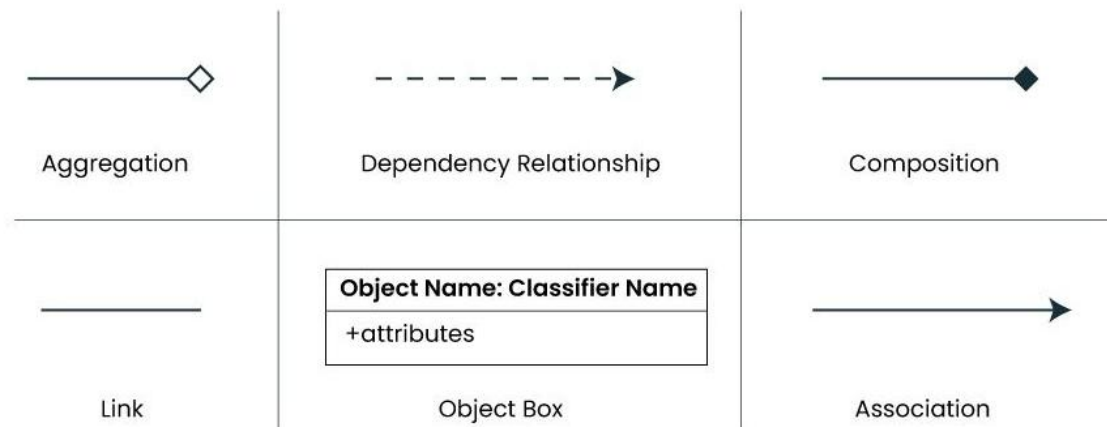 Aggregation
Dependency Relationship
Composition
Object Name: Classifier Name
+attributes
Link
Object Box
Association